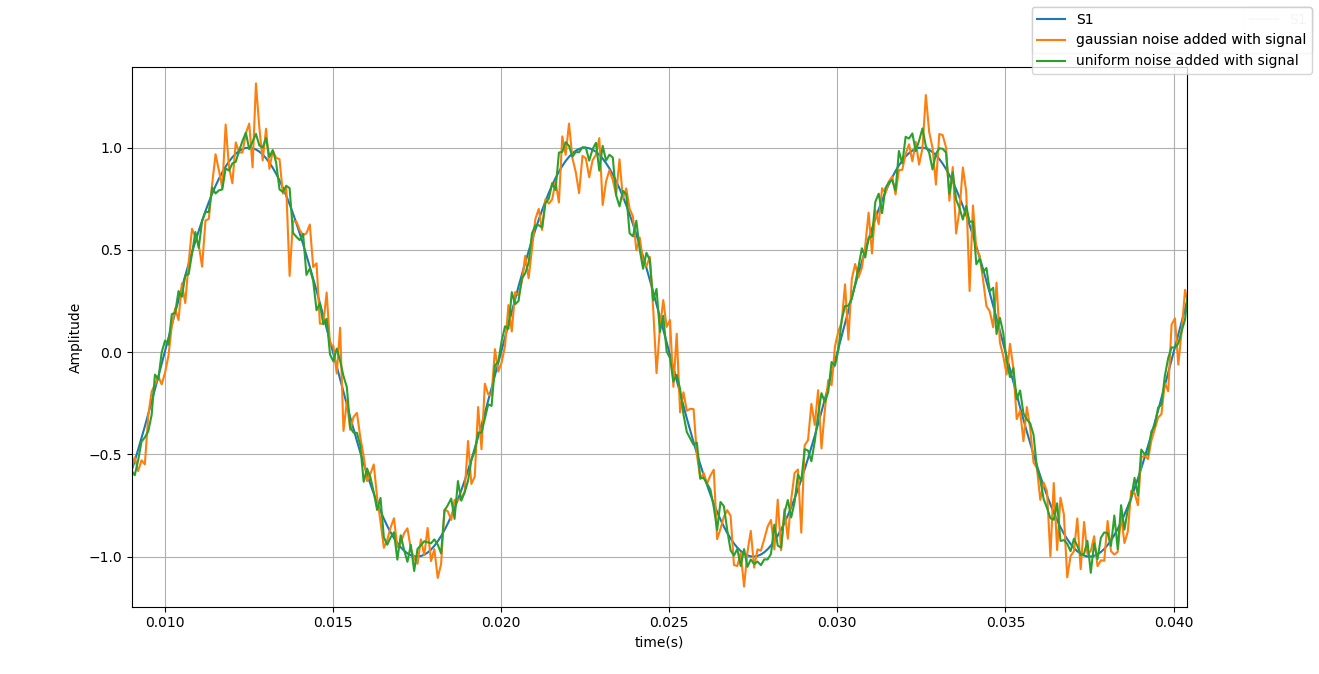 S1
S1
gaussian noise added with signal
uniform noise added with signal
1.0
0.5
0.0
−0.5
−1.0
Amplitude
0.010 0.015 0.020 0.025 0.030 0.035 0.040
time(s)